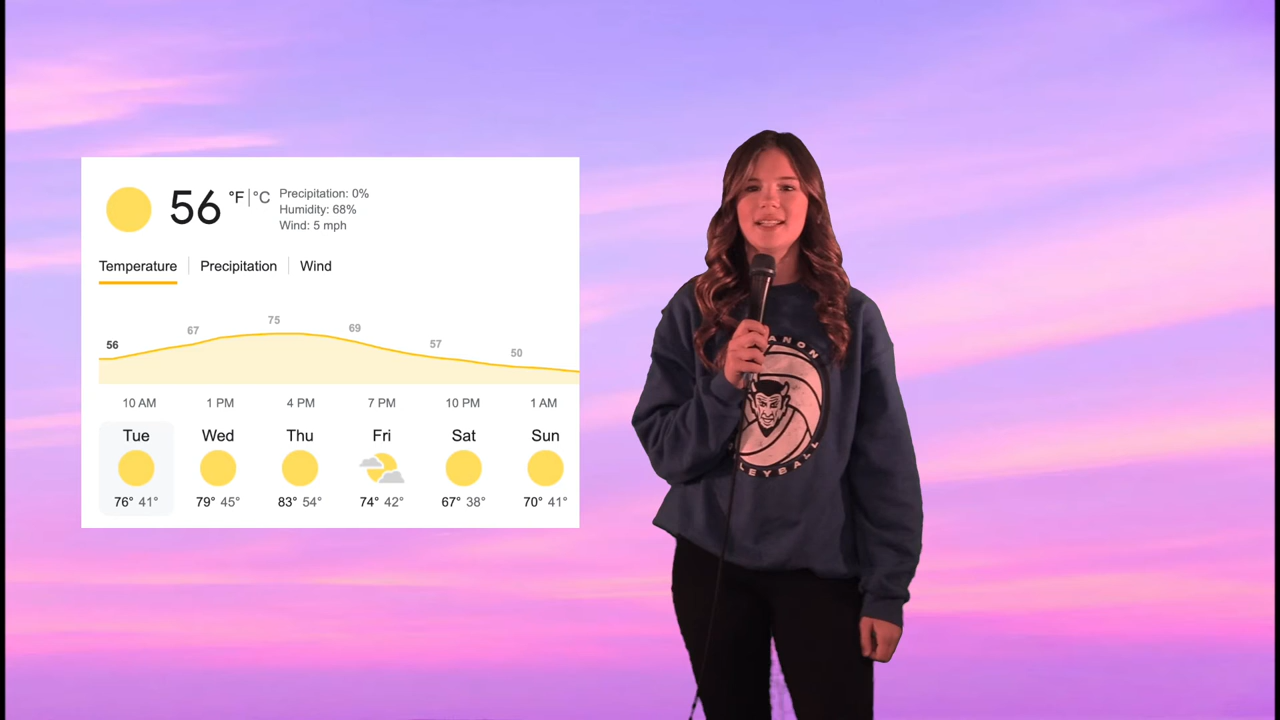 56 °F | °C
Precipitation: 0%
Humidity: 68%
Wind: 5 mph
Temperature | Precipitation | Wind
56 67 75 69 57 50
10 AM 1 PM 4 PM 7 PM 10 PM 1 AM
Tue Wed Thu Fri Sat Sun
76° 41° 79° 45° 83° 54° 74° 42° 67° 38° 70° 41°